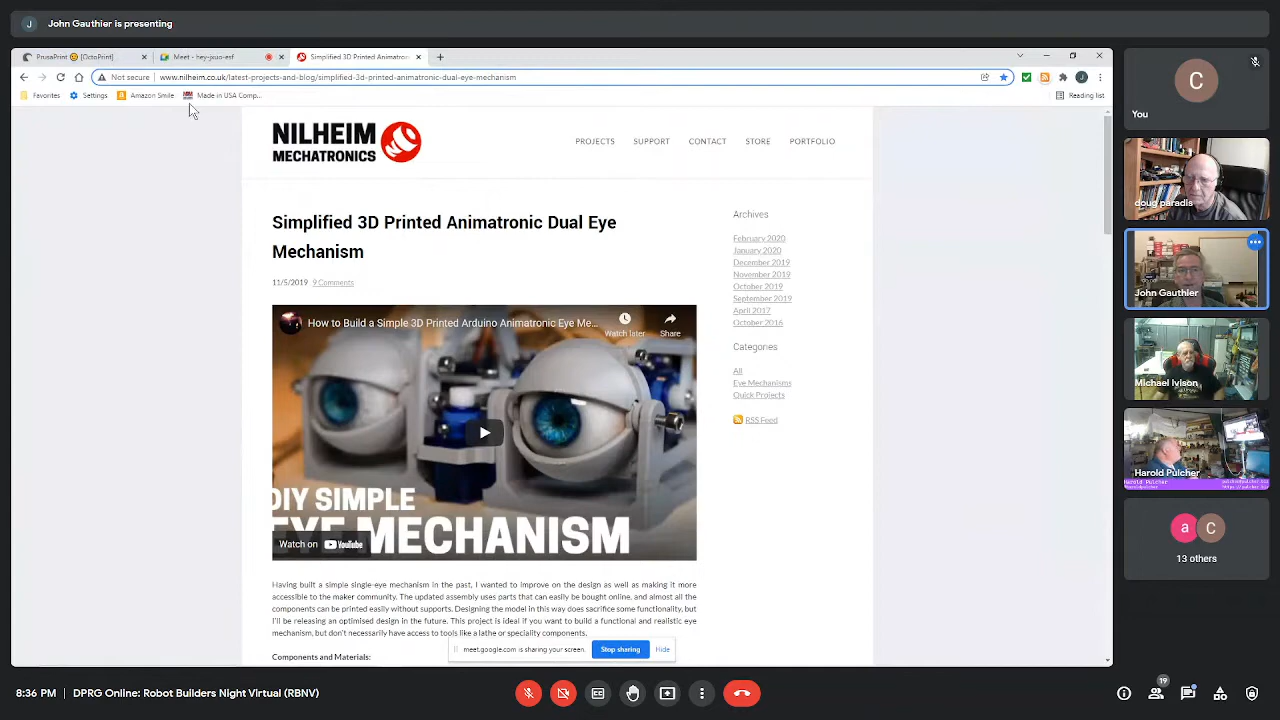 J
John Gauthier is presenting
PrusaPrint
[OctoPrint]
Meet - hey-pxuo-esf
Simplified 3D Printed Animatron
Not secure
www.nilheim.co.uk/latest-projects-and-blog/simplified-3d-printed-animatronic-dual-eye-mechanism
J
Favorites
Settings
Amazon Smile
Made in USA Comp...
Reading list
NILHEIM
MECHATRONICS
PROJECTS
SUPPORT
CONTACT
STORE
PORTFOLIO
Simplified 3D Printed Animatronic Dual Eye
Mechanism
11/5/2019 9 Comments
How to Build a Simple 3D Printed Arduino Animatronic Eye Me...
Watch later
Share
DIY SIMPLE
EYE MECHANISM
Watch on YouTube
Having built a simple single-eye mechanism in the past, I wanted to improve on the design as well as making it more
accessible to the maker community. The updated assembly uses parts that can easily be bought online, and almost all the
components can be printed easily without supports. Designing the model in this way does sacrifice some functionality, but
I'll be releasing an optimised design in the future. This project is ideal if you want to build a functional and realistic eye
mechanism, but don't necessarily have access to tools like a lathe or speciality components.
Components and Materials:
Archives
February 2020
January 2020
December 2019
November 2019
October 2019
September 2019
April 2017
October 2016
Categories
All
Eye Mechanisms
Quick Projects
RSS Feed
meet.google.com is sharing your screen.
Stop sharing
Hide
C
You
doug paradis
John Gauthier
Michael Ivison
Harold Pulcher
Harold Pulcher
a
C
13 others
8:36 PM | DPRG Online: Robot Builders Night Virtual (RBNV)
19